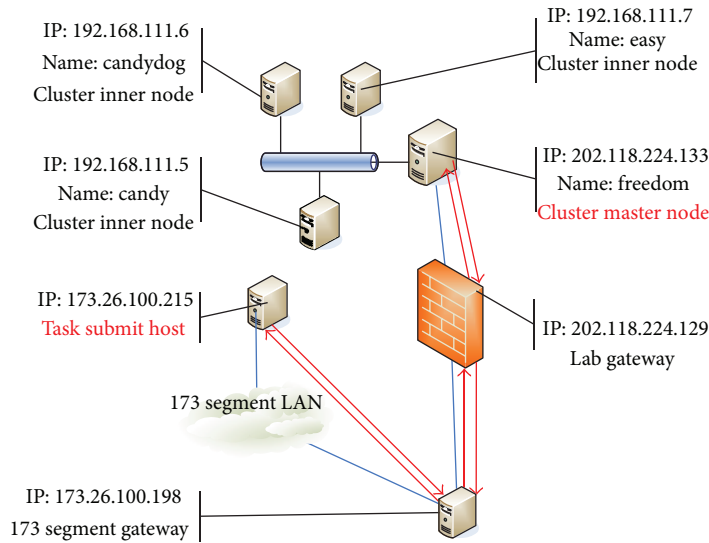 IP: 192.168.111.6
Name: candydog
Cluster inner node
IP: 192.168.111.7
Name: easy
Cluster inner node
IP: 192.168.111.5
Name: candy
Cluster inner node
IP: 202.118.224.133
Name: freedom
Cluster master node
IP: 173.26.100.215
Task submit host
IP: 202.118.224.129
Lab gateway
173 segment LAN
IP: 173.26.100.198
173 segment gateway